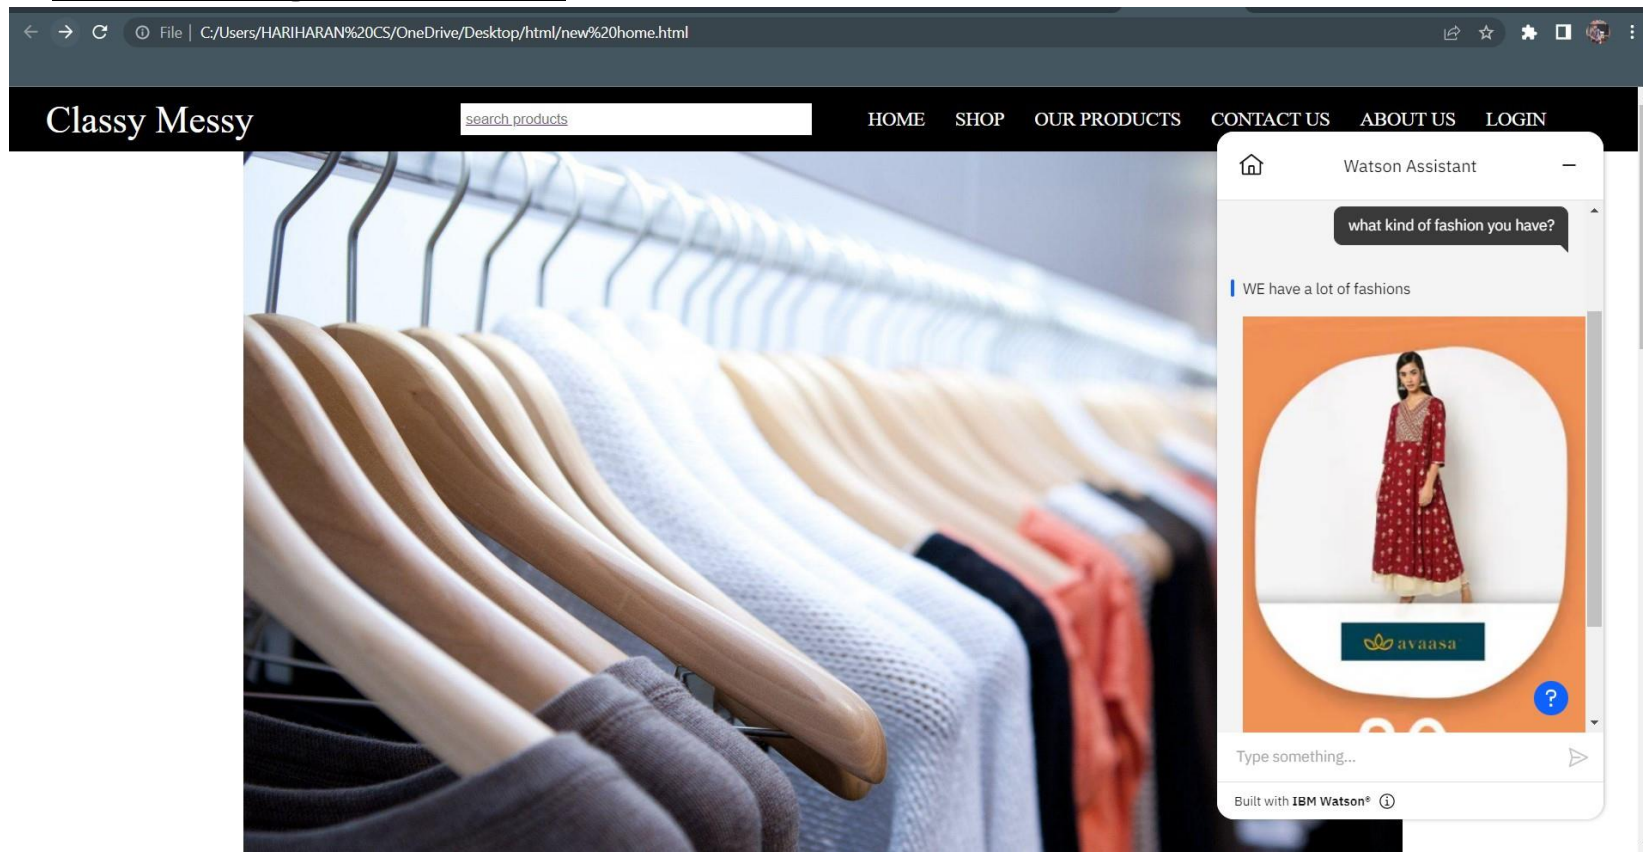 File | C:/Users/HARIHARAN%20CS/OneDrive/Desktop/html/new%20home.html
Classy Messy
search products
HOME SHOP OUR PRODUCTS CONTACT US ABOUT US LOGIN
Watson Assistant
what kind of fashion you have?
WE have a lot of fashions
avaasa
?
Type something...
Built with IBM Watson®